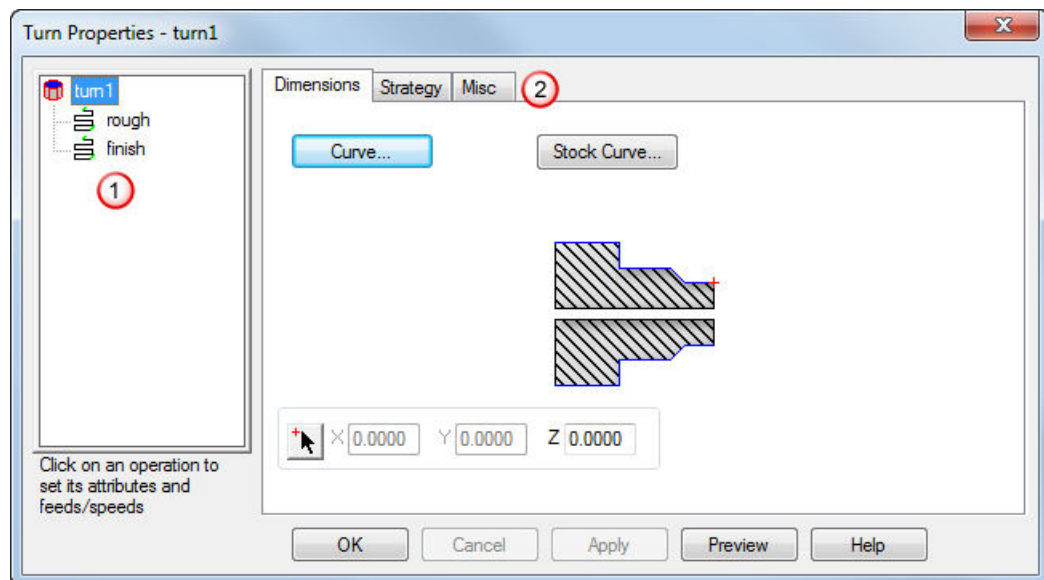 Turn Properties - turn1
turn1
rough
finish
1
Click on an operation to
set its attributes and
feeds/speeds
Dimensions Strategy Misc 2
Curve... Stock Curve...
X 0.0000 Y 0.0000 Z 0.0000
OK Cancel Apply Preview Help